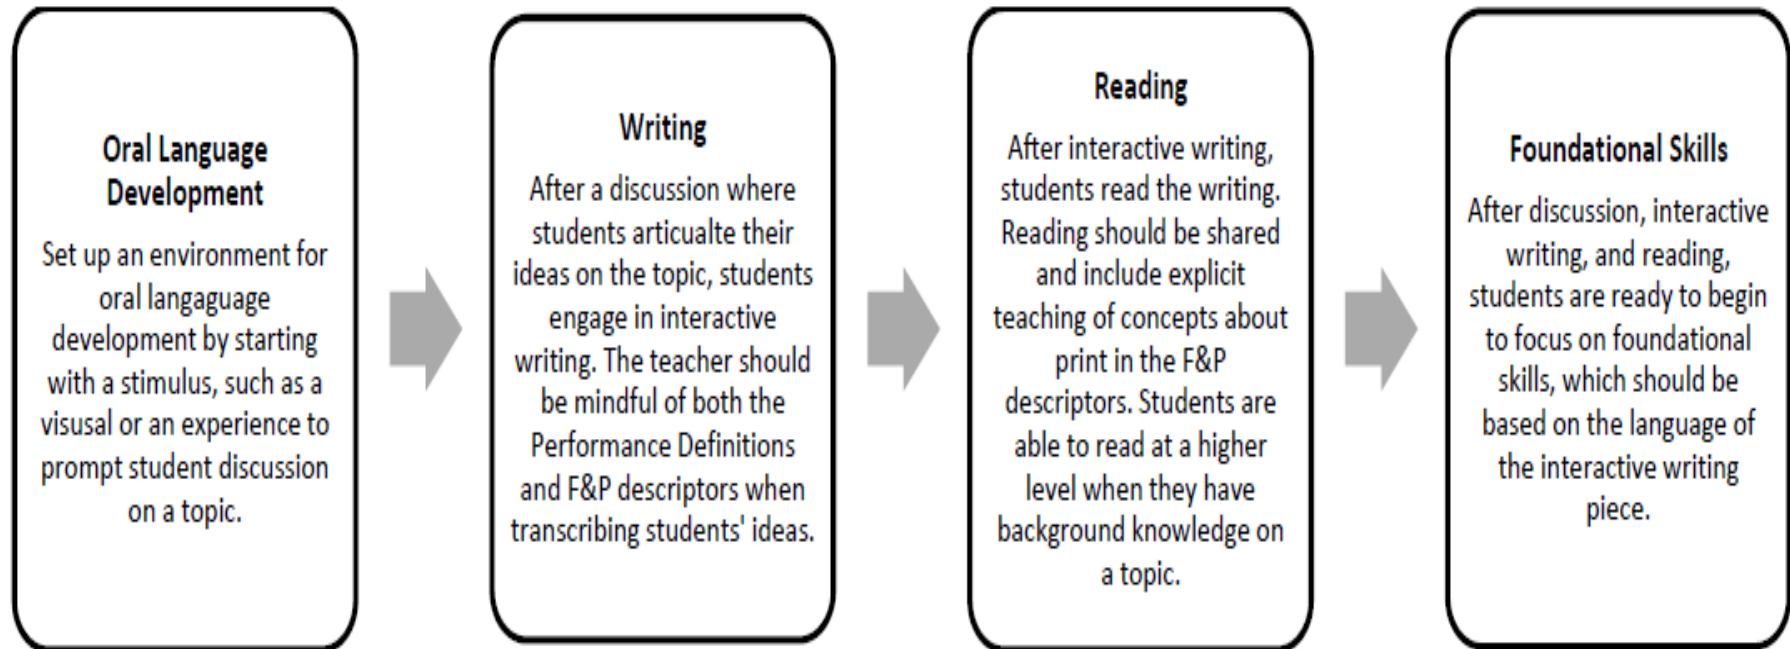 Oral Language
Development
Set up an environment for
oral langaguage
development by starting
with a stimulus, such as a
visusal or an experience to
prompt student discussion
on a topic.
Writing
After a discussion where
students articualte their
ideas on the topic, students
engage in interactive
writing. The teacher should
be mindful of both the
Performance Definitions
and F&P descriptors when
transcribing students' ideas.
Reading
After interactive writing,
students read the writing.
Reading should be shared
and include explicit
teaching of concepts about
print in the F&P
descriptors. Students are
able to read at a higher
level when they have
background knowledge on
a topic.
Foundational Skills
After discussion, interactive
writing, and reading,
students are ready to begin
to focus on foundational
skills, which should be
based on the language of
the interactive writing
piece.